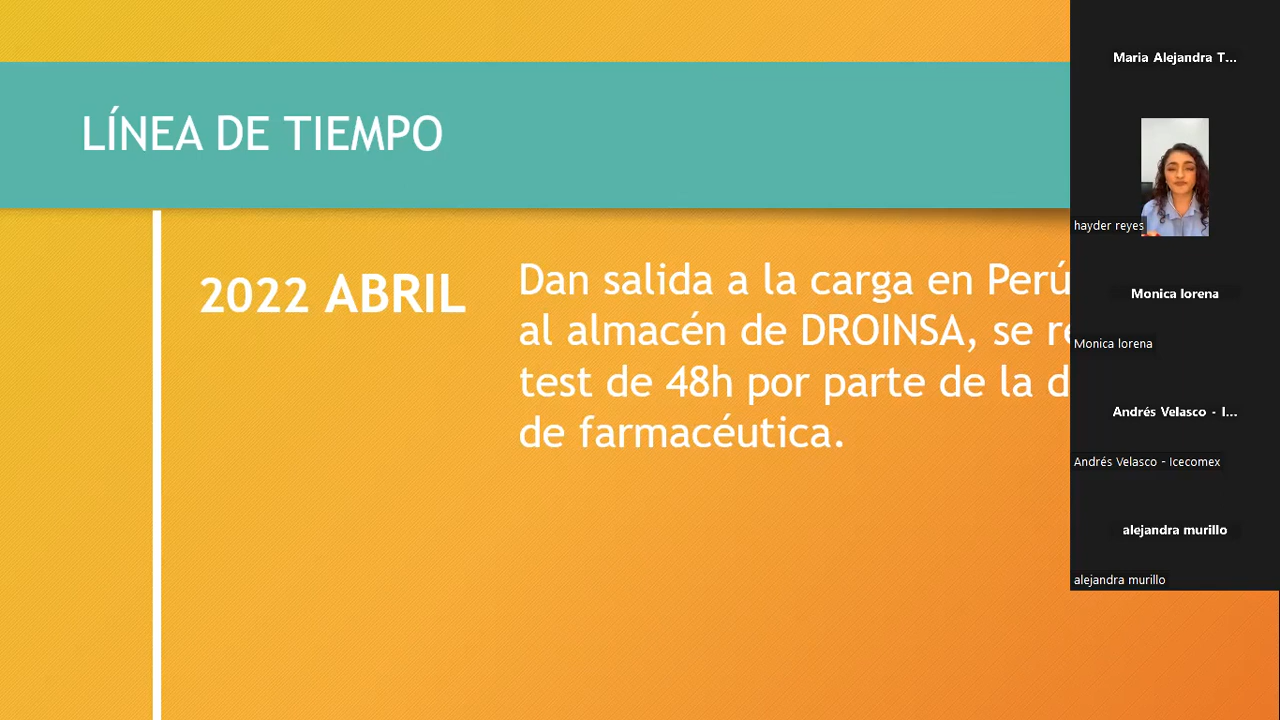 LÍNEA DE TIEMPO
2022 ABRIL
Dan salida a la carga en Perú
al almacén de DROINSA, se
test de 48h por parte de la
de farmacéutica.
Maria Alejandra T...
hayder reyes
Monica lorena
Monica lorena
Andrés Velasco - I...
Andrés Velasco - Icecomex
alejandra murillo
alejandra murillo